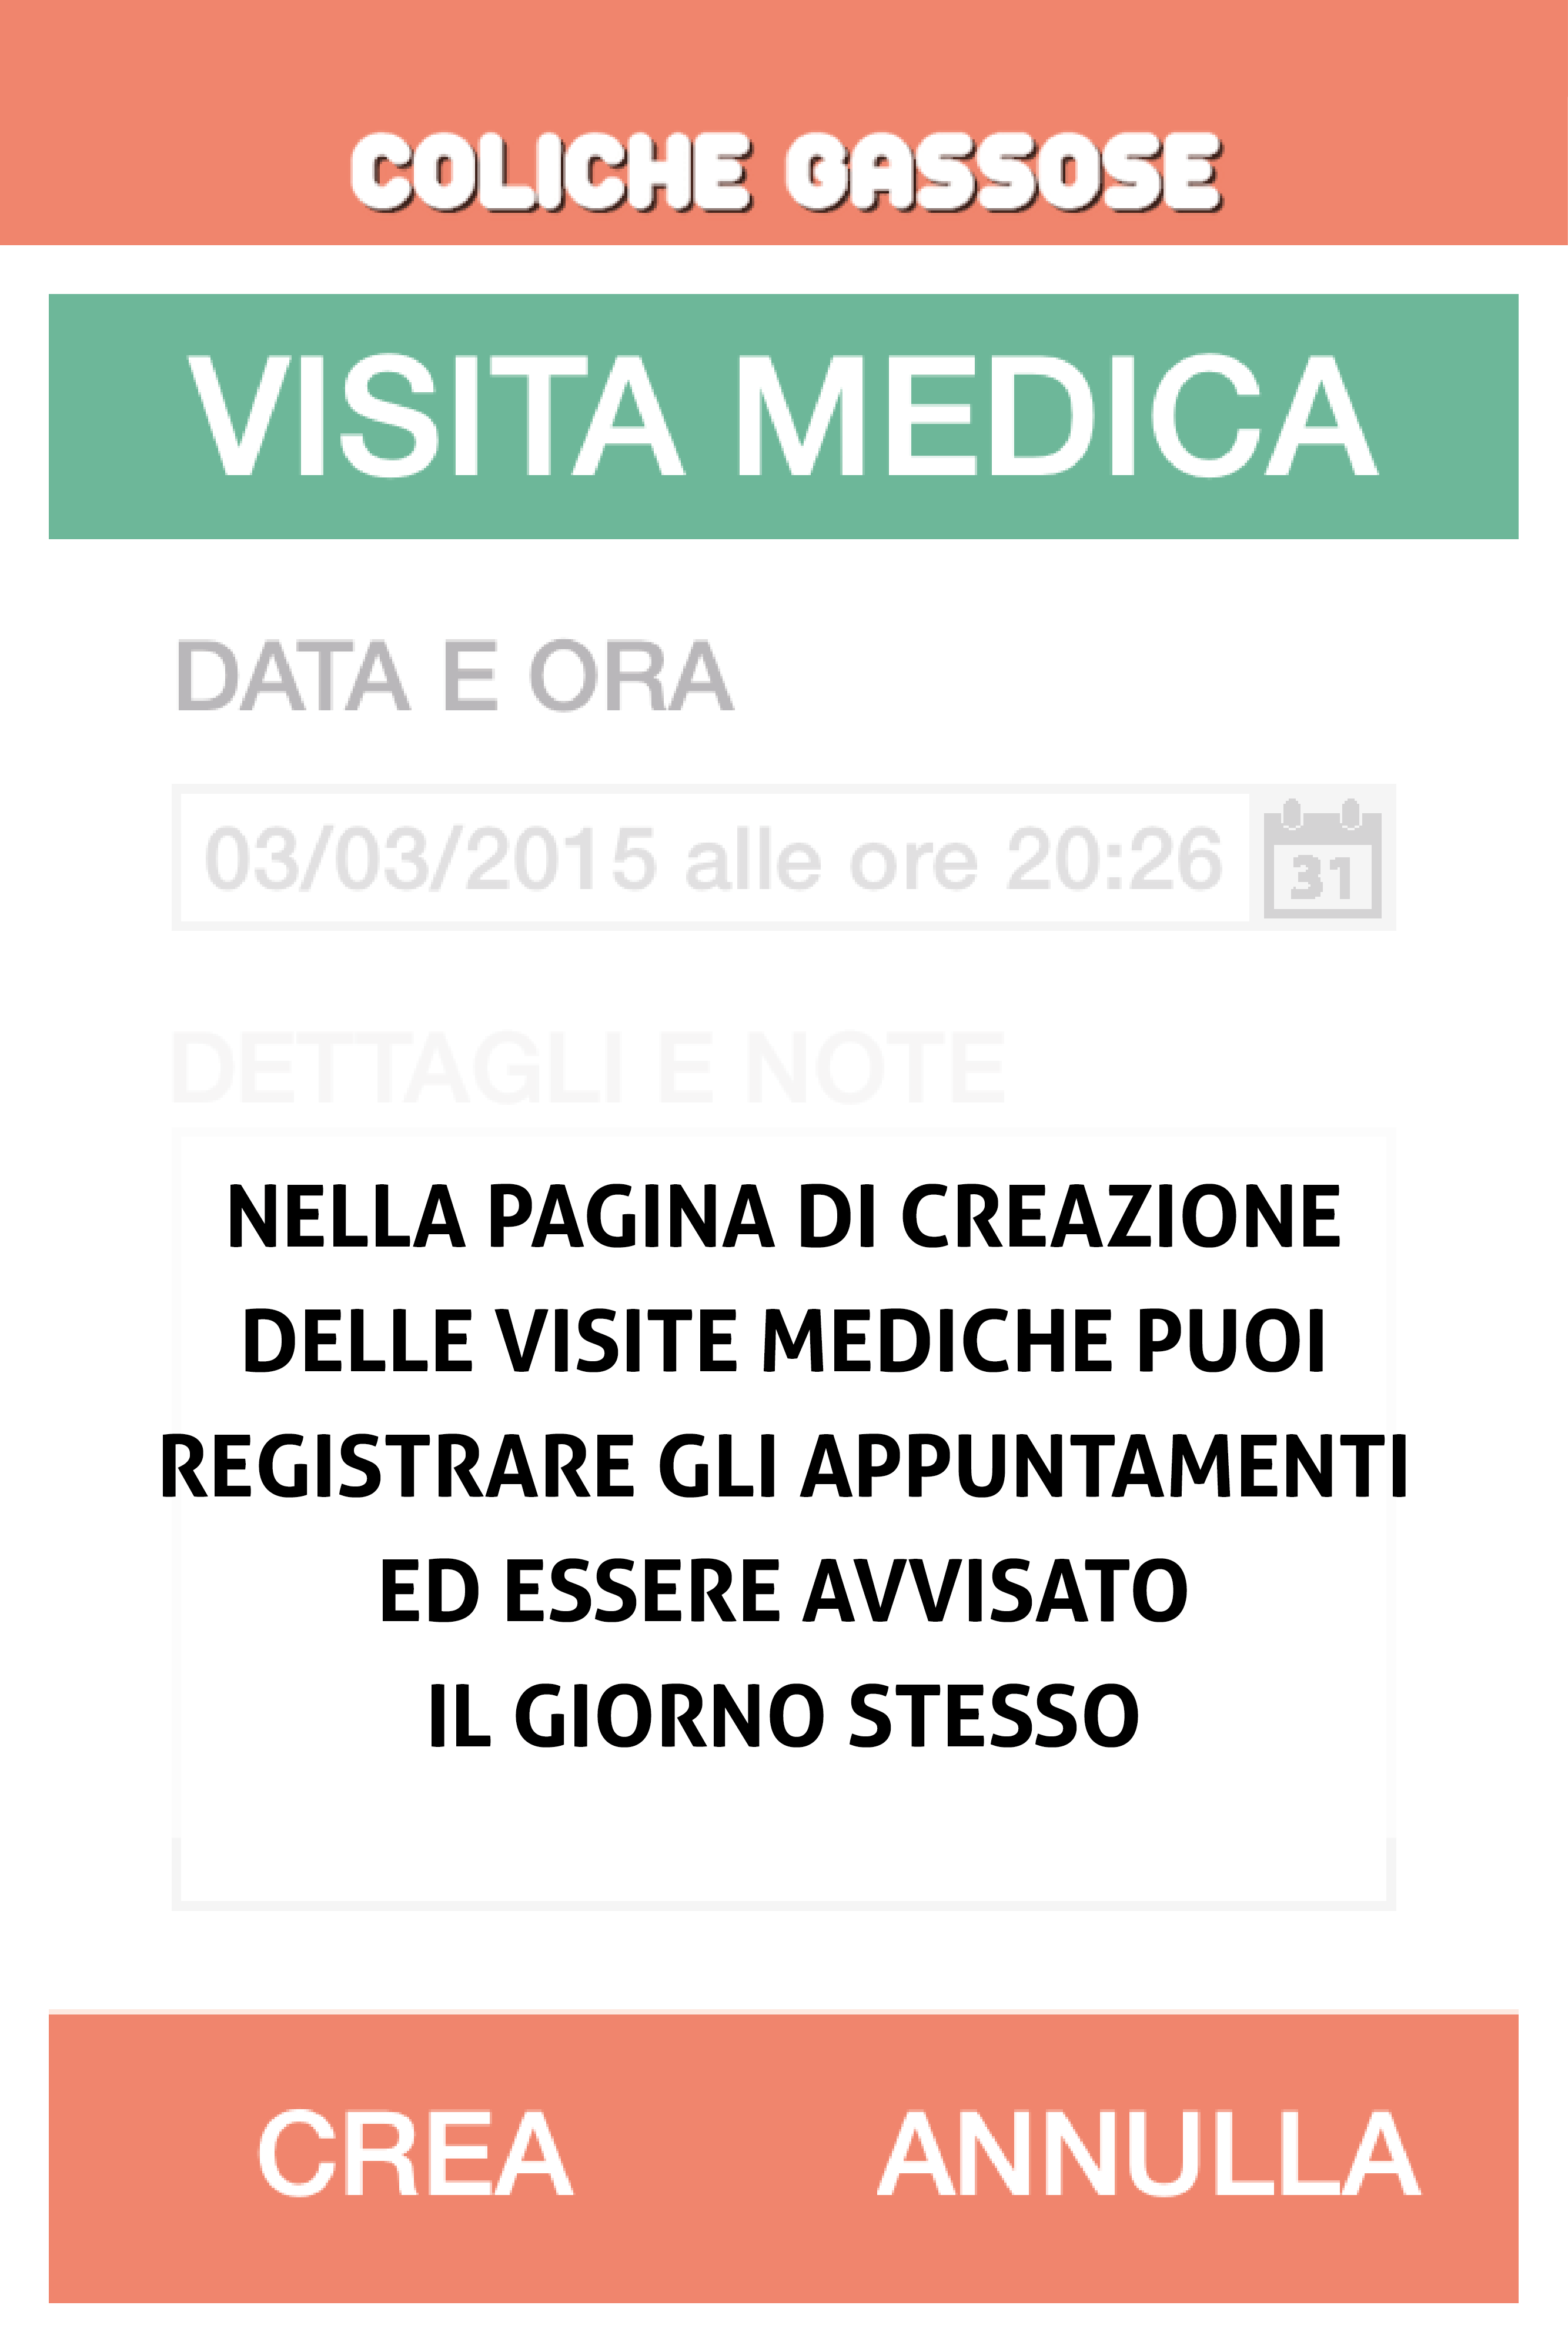 COLICHE GASSOSE
VISITA MEDICA
DATA E ORA
03/03/2015 alle ore 20:26
31
DETTAGLI E NOTE
NELLA PAGINA DI CREAZIONE
DELLE VISITE MEDICHE PUOI
REGISTRARE GLI APPUNTAMENTI
ED ESSERE AVVISATO
IL GIORNO STESSO
CREA ANNULLA